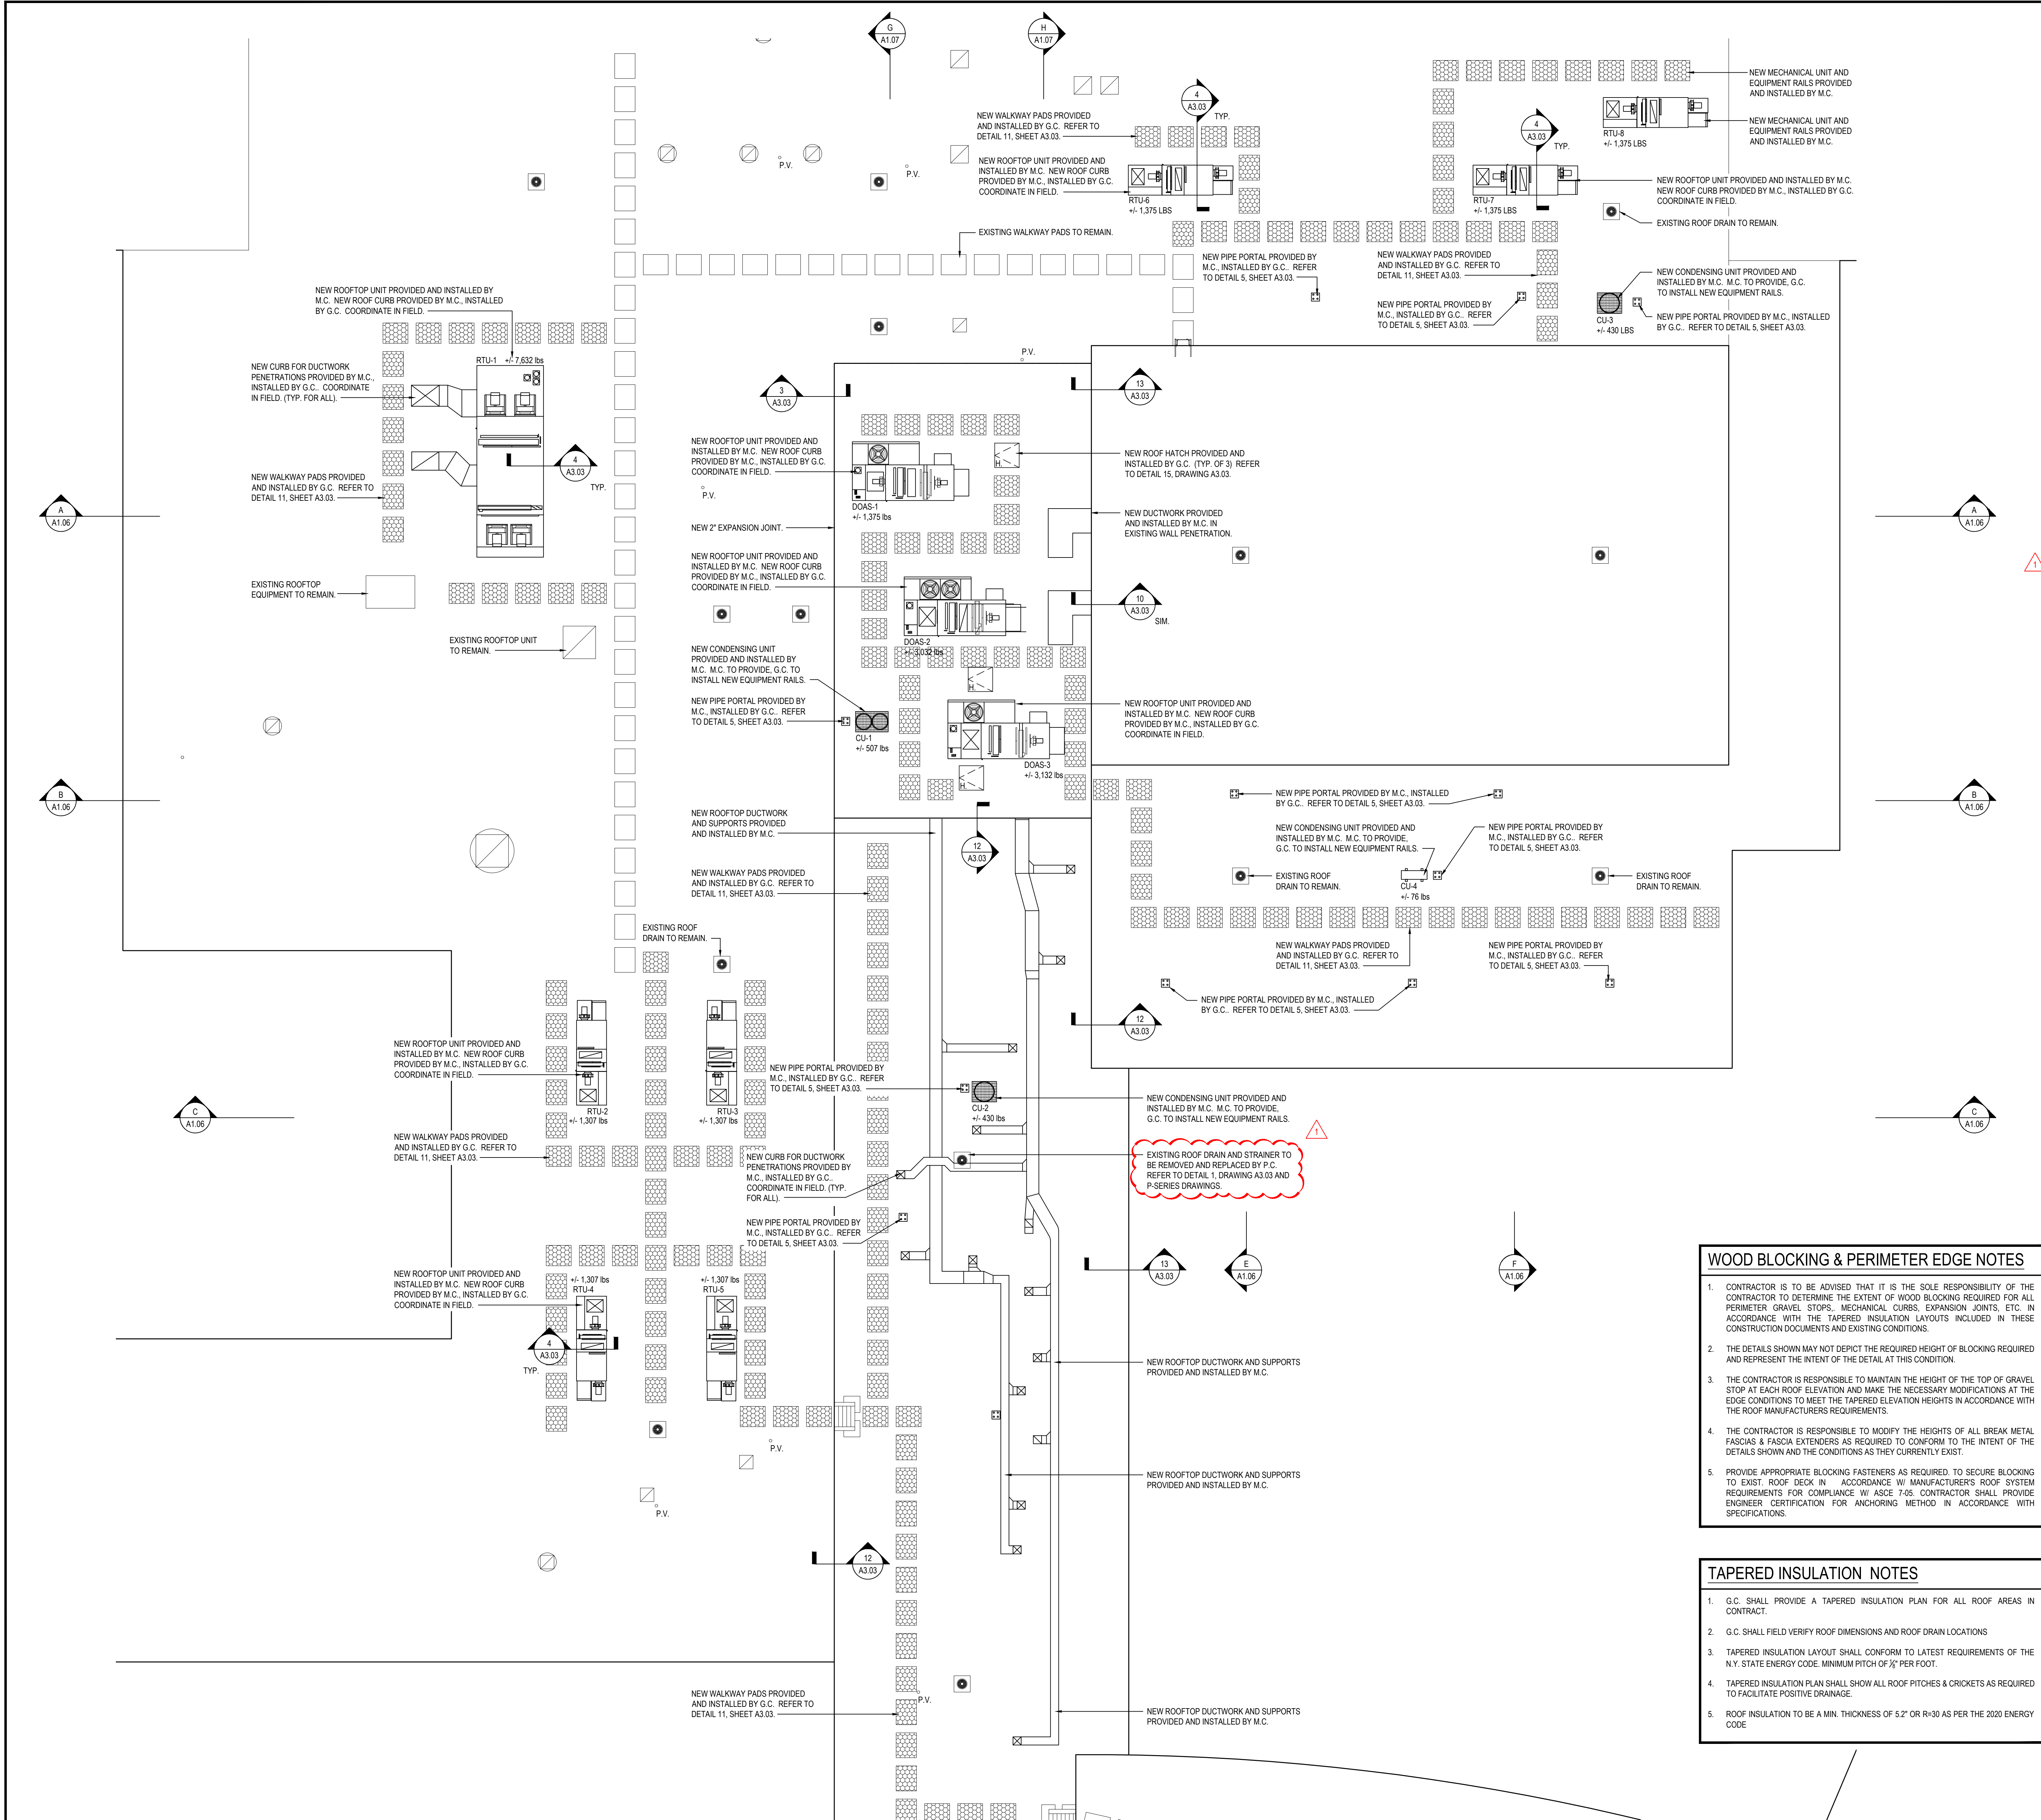 G
A1.07
H
A1.07
4
A3.03
TYP.
4
A3.03
TYP.
NEW MECHANICAL UNIT AND
EQUIPMENT RAILS PROVIDED
AND INSTALLED BY M.C.
NEW MECHANICAL UNIT AND
EQUIPMENT RAILS PROVIDED
AND INSTALLED BY M.C.
RTU-8
+/- 1,375 LBS
NEW WALKWAY PADS PROVIDED
AND INSTALLED BY G.C. REFER TO
DETAIL 11, SHEET A3.03.
NEW ROOFTOP UNIT PROVIDED AND
INSTALLED BY M.C. NEW ROOF CURB
PROVIDED BY M.C., INSTALLED BY G.C.
COORDINATE IN FIELD.
P.V.
P.V.
RTU-6
+/- 1,375 LBS
RTU-7
+/- 1,375 LBS
NEW ROOFTOP UNIT PROVIDED AND INSTALLED BY M.C.
NEW ROOF CURB PROVIDED BY M.C., INSTALLED BY G.C.
COORDINATE IN FIELD.
EXISTING ROOF DRAIN TO REMAIN.
EXISTING WALKWAY PADS TO REMAIN.
NEW PIPE PORTAL PROVIDED BY
M.C., INSTALLED BY G.C.. REFER
TO DETAIL 5, SHEET A3.03.
NEW WALKWAY PADS PROVIDED
AND INSTALLED BY G.C. REFER TO
DETAIL 11, SHEET A3.03.
NEW PIPE PORTAL PROVIDED BY
M.C., INSTALLED BY G.C.. REFER
TO DETAIL 5, SHEET A3.03.
NEW CONDENSING UNIT PROVIDED AND
INSTALLED BY M.C. M.C. TO PROVIDE, G.C.
TO INSTALL NEW EQUIPMENT RAILS.
NEW PIPE PORTAL PROVIDED BY M.C., INSTALLED
BY G.C.. REFER TO DETAIL 5, SHEET A3.03.
CU-3
+/- 430 LBS
NEW ROOFTOP UNIT PROVIDED AND INSTALLED BY
M.C. NEW ROOF CURB PROVIDED BY M.C., INSTALLED
BY G.C. COORDINATE IN FIELD.
RTU-1 +/- 7,632 lbs
NEW CURB FOR DUCTWORK
PENETRATIONS PROVIDED BY M.C.,
INSTALLED BY G.C.. COORDINATE
IN FIELD. (TYP. FOR ALL).
NEW WALKWAY PADS PROVIDED
AND INSTALLED BY G.C. REFER TO
DETAIL 11, SHEET A3.03.
4
A3.03
TYP.
A
A1.06
EXISTING ROOFTOP
EQUIPMENT TO REMAIN.
EXISTING ROOFTOP UNIT
TO REMAIN.
P.V.
3
A3.03
13
A3.03
NEW ROOFTOP UNIT PROVIDED AND
INSTALLED BY M.C. NEW ROOF CURB
PROVIDED BY M.C., INSTALLED BY G.C.
COORDINATE IN FIELD.
P.V.
H.
DOAS-1
+/- 1,375 lbs
NEW ROOF HATCH PROVIDED AND
INSTALLED BY G.C. (TYP. OF 3) REFER
TO DETAIL 15, DRAWING A3.03.
NEW 2" EXPANSION JOINT.
NEW DUCTWORK PROVIDED
AND INSTALLED BY M.C. IN
EXISTING WALL PENETRATION.
A
A1.06
1
NEW ROOFTOP UNIT PROVIDED AND
INSTALLED BY M.C. NEW ROOF CURB
PROVIDED BY M.C., INSTALLED BY G.C.
COORDINATE IN FIELD.
10
A3.03
SIM.
DOAS-2
+/- 3,032 lbs
NEW CONDENSING UNIT
PROVIDED AND INSTALLED BY
M.C. M.C. TO PROVIDE, G.C. TO
INSTALL NEW EQUIPMENT RAILS.
H.
NEW PIPE PORTAL PROVIDED BY
M.C., INSTALLED BY G.C.. REFER
TO DETAIL 5, SHEET A3.03.
CU-1
+/- 507 lbs
NEW ROOFTOP UNIT PROVIDED AND
INSTALLED BY M.C. NEW ROOF CURB
PROVIDED BY M.C., INSTALLED BY G.C.
COORDINATE IN FIELD.
DOAS-3
+/- 3,132 lbs
H.
B
A1.06
B
A1.06
NEW ROOFTOP DUCTWORK
AND SUPPORTS PROVIDED
AND INSTALLED BY M.C.
12
A3.03
NEW PIPE PORTAL PROVIDED BY M.C., INSTALLED
BY G.C.. REFER TO DETAIL 5, SHEET A3.03.
NEW CONDENSING UNIT PROVIDED AND
INSTALLED BY M.C. M.C. TO PROVIDE,
G.C. TO INSTALL NEW EQUIPMENT RAILS.
NEW PIPE PORTAL PROVIDED BY
M.C., INSTALLED BY G.C.. REFER
TO DETAIL 5, SHEET A3.03.
NEW WALKWAY PADS PROVIDED
AND INSTALLED BY G.C. REFER TO
DETAIL 11, SHEET A3.03.
EXISTING ROOF
DRAIN TO REMAIN.
CU-4
+/- 76 lbs
EXISTING ROOF
DRAIN TO REMAIN.
EXISTING ROOF
DRAIN TO REMAIN.
NEW WALKWAY PADS PROVIDED
AND INSTALLED BY G.C. REFER TO
DETAIL 11, SHEET A3.03.
NEW PIPE PORTAL PROVIDED BY
M.C., INSTALLED BY G.C.. REFER
TO DETAIL 5, SHEET A3.03.
NEW PIPE PORTAL PROVIDED BY M.C., INSTALLED
BY G.C.. REFER TO DETAIL 5, SHEET A3.03.
12
A3.03
NEW ROOFTOP UNIT PROVIDED AND
INSTALLED BY M.C. NEW ROOF CURB
PROVIDED BY M.C., INSTALLED BY G.C.
COORDINATE IN FIELD.
NEW PIPE PORTAL PROVIDED BY
M.C., INSTALLED BY G.C.. REFER
TO DETAIL 5, SHEET A3.03.
C
A1.06
RTU-2
+/- 1,307 lbs
RTU-3
+/- 1,307 lbs
CU-2
+/- 430 lbs
NEW CONDENSING UNIT PROVIDED AND
INSTALLED BY M.C. M.C. TO PROVIDE,
G.C. TO INSTALL NEW EQUIPMENT RAILS.
C
A1.06
1
NEW WALKWAY PADS PROVIDED
AND INSTALLED BY G.C. REFER TO
DETAIL 11, SHEET A3.03.
NEW CURB FOR DUCTWORK
PENETRATIONS PROVIDED BY
M.C., INSTALLED BY G.C..
COORDINATE IN FIELD. (TYP.
FOR ALL).
EXISTING ROOF DRAIN AND STRAINER TO
BE REMOVED AND REPLACED BY P.C.
REFER TO DETAIL 1, DRAWING A3.03 AND
P-SERIES DRAWINGS.
NEW PIPE PORTAL PROVIDED BY
M.C., INSTALLED BY G.C.. REFER
TO DETAIL 5, SHEET A3.03.
13
A3.03
E
A1.06
F
A1.06
NEW ROOFTOP UNIT PROVIDED AND
INSTALLED BY M.C. NEW ROOF CURB
PROVIDED BY M.C., INSTALLED BY G.C.
COORDINATE IN FIELD.
+/- 1,307 lbs
RTU-4
+/- 1,307 lbs
RTU-5
4
A3.03
TYP.
NEW ROOFTOP DUCTWORK AND SUPPORTS
PROVIDED AND INSTALLED BY M.C.
P.V.
NEW ROOFTOP DUCTWORK AND SUPPORTS
PROVIDED AND INSTALLED BY M.C.
P.V.
12
A3.03
NEW WALKWAY PADS PROVIDED
AND INSTALLED BY G.C. REFER TO
DETAIL 11, SHEET A3.03.
P.V.
NEW ROOFTOP DUCTWORK AND SUPPORTS
PROVIDED AND INSTALLED BY M.C.
WOOD BLOCKING & PERIMETER EDGE NOTES
1. CONTRACTOR IS TO BE ADVISED THAT IT IS THE SOLE RESPONSIBILITY OF THE
CONTRACTOR TO DETERMINE THE EXTENT OF WOOD BLOCKING REQUIRED FOR ALL
PERIMETER GRAVEL STOPS,. MECHANICAL CURBS, EXPANSION JOINTS, ETC. IN
ACCORDANCE WITH THE TAPERED INSULATION LAYOUTS INCLUDED IN THESE
CONSTRUCTION DOCUMENTS AND EXISTING CONDITIONS.
2. THE DETAILS SHOWN MAY NOT DEPICT THE REQUIRED HEIGHT OF BLOCKING REQUIRED
AND REPRESENT THE INTENT OF THE DETAIL AT THIS CONDITION.
3. THE CONTRACTOR IS RESPONSIBLE TO MAINTAIN THE HEIGHT OF THE TOP OF GRAVEL
STOP AT EACH ROOF ELEVATION AND MAKE THE NECESSARY MODIFICATIONS AT THE
EDGE CONDITIONS TO MEET THE TAPERED ELEVATION HEIGHTS IN ACCORDANCE WITH
THE ROOF MANUFACTURERS REQUIREMENTS.
4. THE CONTRACTOR IS RESPONSIBLE TO MODIFY THE HEIGHTS OF ALL BREAK METAL
FASCIAS & FASCIA EXTENDERS AS REQUIRED TO CONFORM TO THE INTENT OF THE
DETAILS SHOWN AND THE CONDITIONS AS THEY CURRENTLY EXIST.
5. PROVIDE APPROPRIATE BLOCKING FASTENERS AS REQUIRED. TO SECURE BLOCKING
TO EXIST. ROOF DECK IN ACCORDANCE W/ MANUFACTURER'S ROOF SYSTEM
REQUIREMENTS FOR COMPLIANCE W/ ASCE 7-05. CONTRACTOR SHALL PROVIDE
ENGINEER CERTIFICATION FOR ANCHORING METHOD IN ACCORDANCE WITH
SPECIFICATIONS.
TAPERED INSULATION NOTES
1. G.C. SHALL PROVIDE A TAPERED INSULATION PLAN FOR ALL ROOF AREAS IN
CONTRACT.
2. G.C. SHALL FIELD VERIFY ROOF DIMENSIONS AND ROOF DRAIN LOCATIONS
3. TAPERED INSULATION LAYOUT SHALL CONFORM TO LATEST REQUIREMENTS OF THE
N.Y. STATE ENERGY CODE. MINIMUM PITCH OF PER FOOT.
4. TAPERED INSULATION PLAN SHALL SHOW ALL ROOF PITCHES & CRICKETS AS REQUIRED
TO FACILITATE POSITIVE DRAINAGE.
5. ROOF INSULATION TO BE A MIN. THICKNESS OF 5.2" OR R=30 AS PER THE 2020 ENERGY
CODE